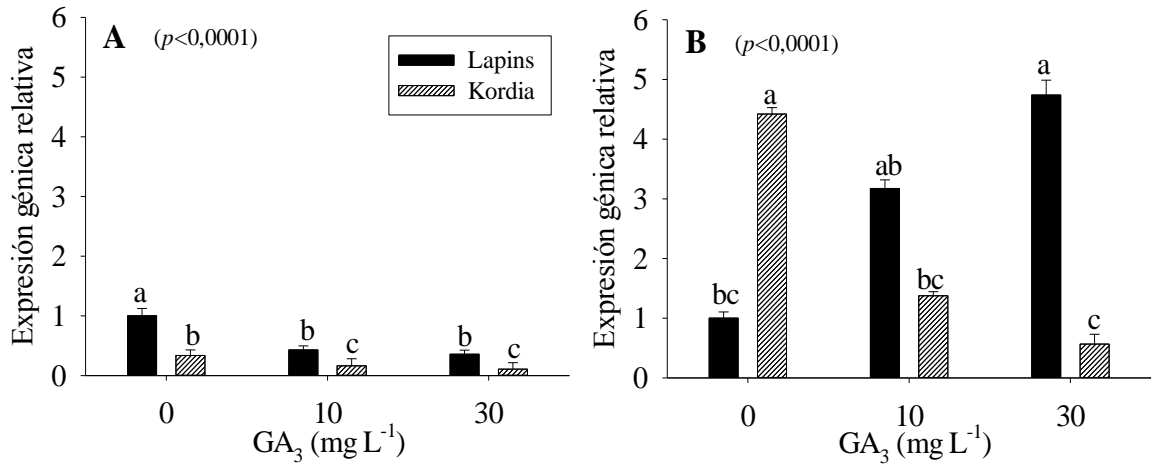 A (p<0,0001)
Lapins
Kordia
Expresión génica relativa
6
5
4
3
2
1
0
a
b
b
c
b
c
0 10 30
GA₃ (mg L⁻¹)
B (p<0,0001)
Expresión génica relativa
6
5
4
3
2
1
0
bc
a
ab
bc
a
c
0 10 30
GA₃ (mg L⁻¹)